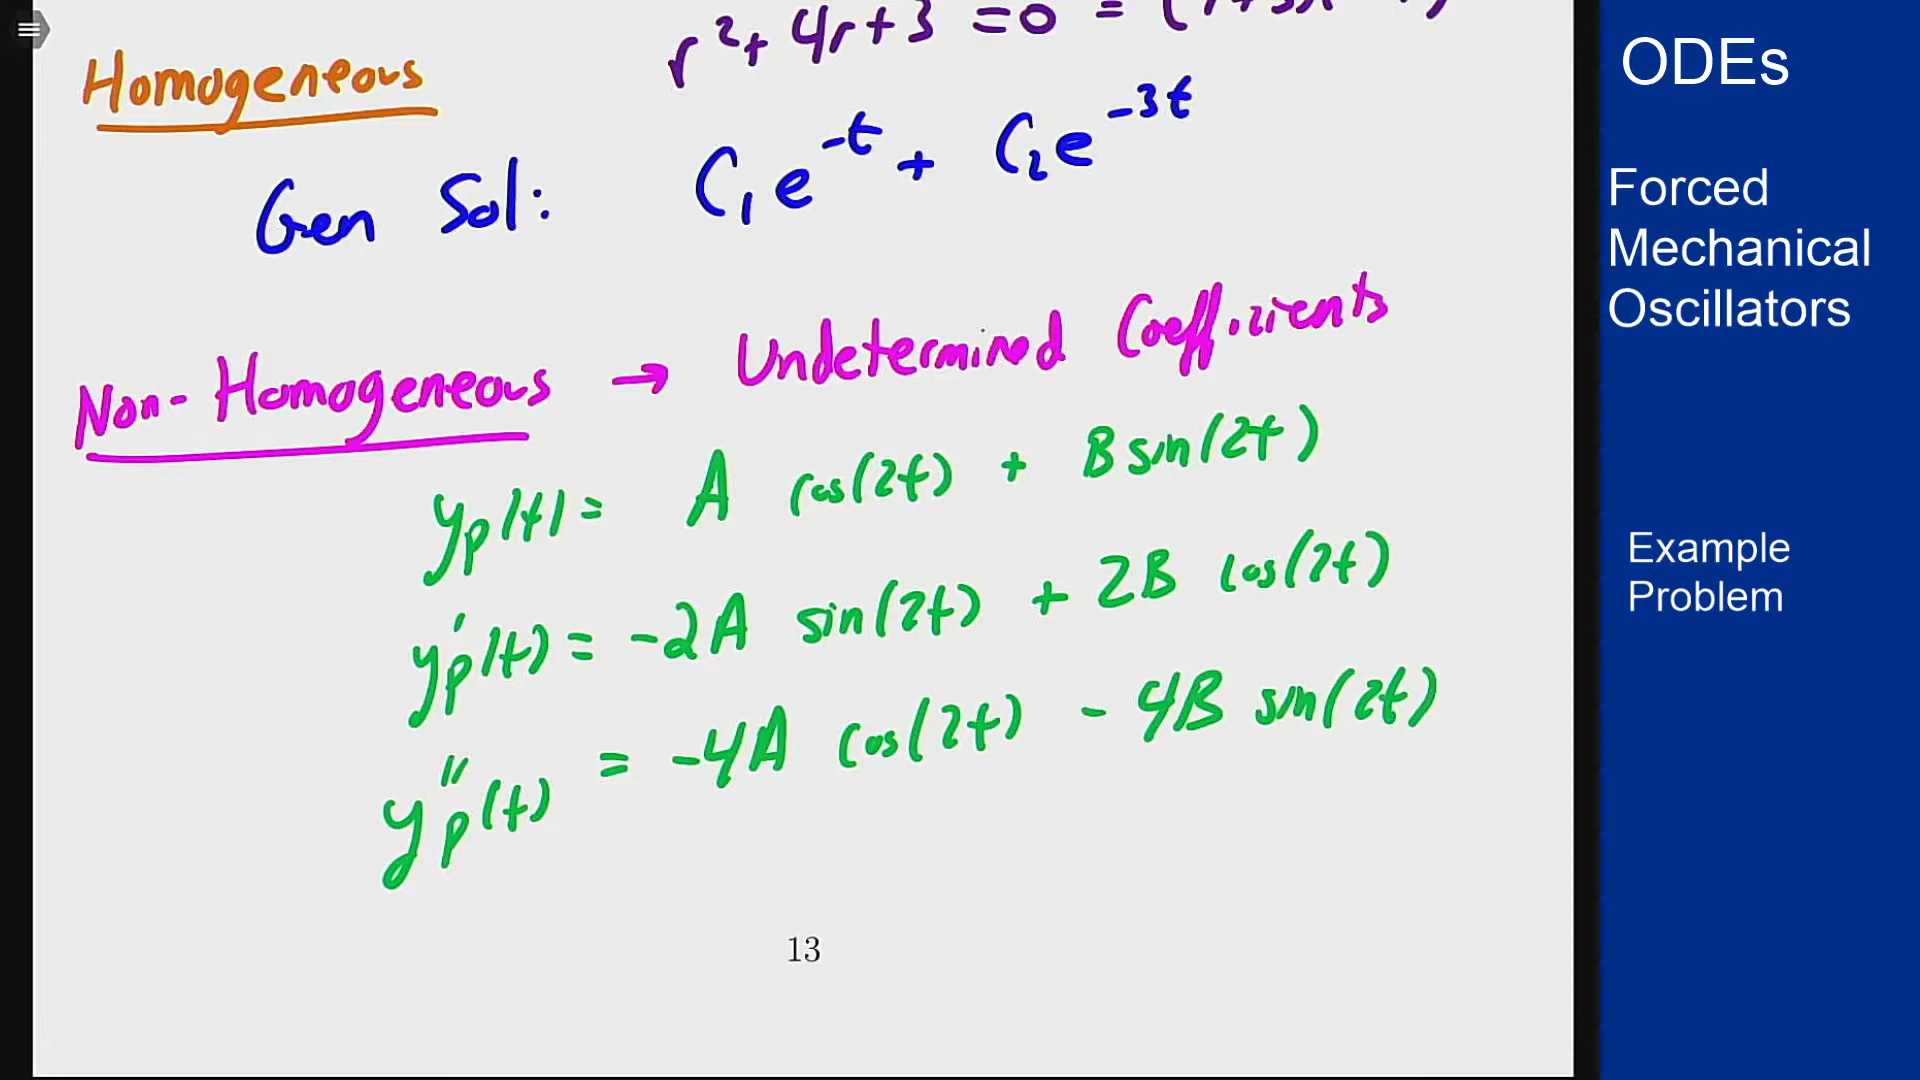 r² + 4r + 3 = 0 = (r+3)(
Homogeneous
Gen Sol: C₁e^{-t} + C₂e^{-3t}
Non-Homogeneous → Undetermined Coefficients
yₚ(t) = A cos(2t) + B sin(2t)
yₚ'(t) = -2A sin(2t) + 2B cos(2t)
yₚ''(t) = -4A cos(2t) - 4B sin(2t)
13
ODEs
Forced
Mechanical
Oscillators
Example
Problem